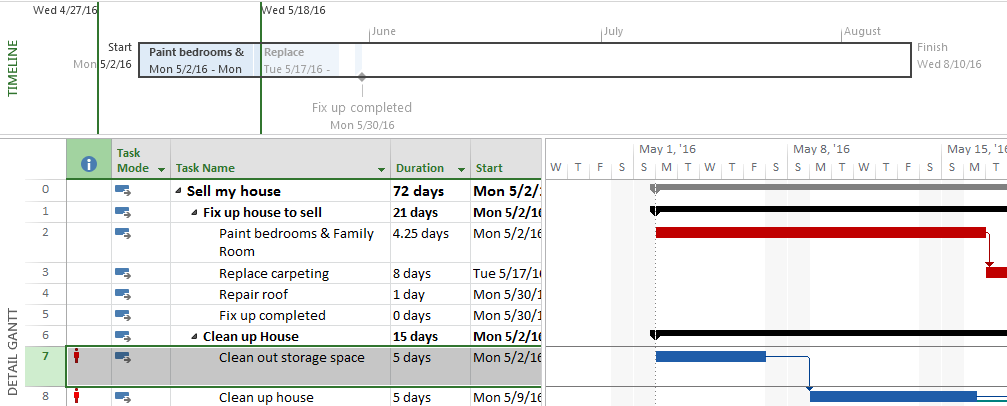 Wed 4/27/16 Wed 5/18/16
TIMELINE
June July August
Start Paint bedrooms & Replace Finish
Mon 5/2/16 Mon 5/2/16 - Mon Tue 5/17/16 - Wed 8/10/16
Fix up completed
Mon 5/30/16
May 1, '16 May 8, '16 May 15, '16
Task Mode Task Name Duration Start
W T F S S M T W T F S S M T W T F S S M T
0 Sell my house 72 days Mon 5/2/
1 Fix up house to sell 21 days Mon 5/2/16
2 Paint bedrooms & Family 4.25 days Mon 5/2/16
Room
3 Replace carpeting 8 days Tue 5/17/16
4 Repair roof 1 day Mon 5/30/
5 Fix up completed 0 days Mon 5/30/
6 Clean up House 15 days Mon 5/2/16
DETAIL GANTT
7 Clean out storage space 5 days Mon 5/2/16
8 Clean up house 5 days Mon 5/9/16